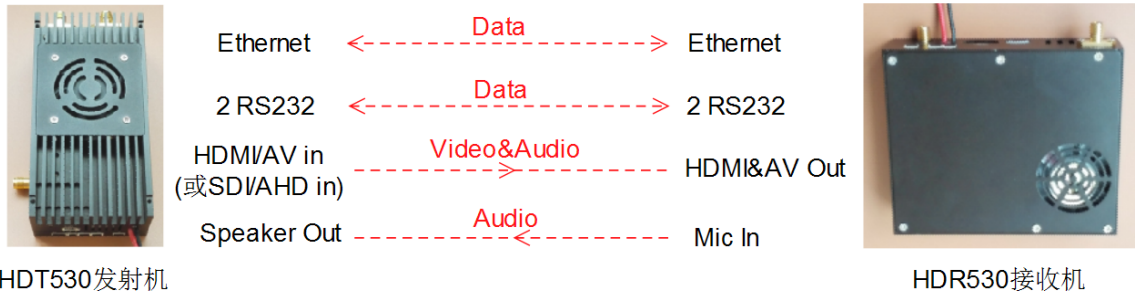 Ethernet Data Ethernet
2 RS232 Data 2 RS232
HDMI/AV in Video&Audio HDMI&AV Out
(或SDI/AHD in)
Speaker Out Audio Mic In
HDT530发射机 HDR530接收机